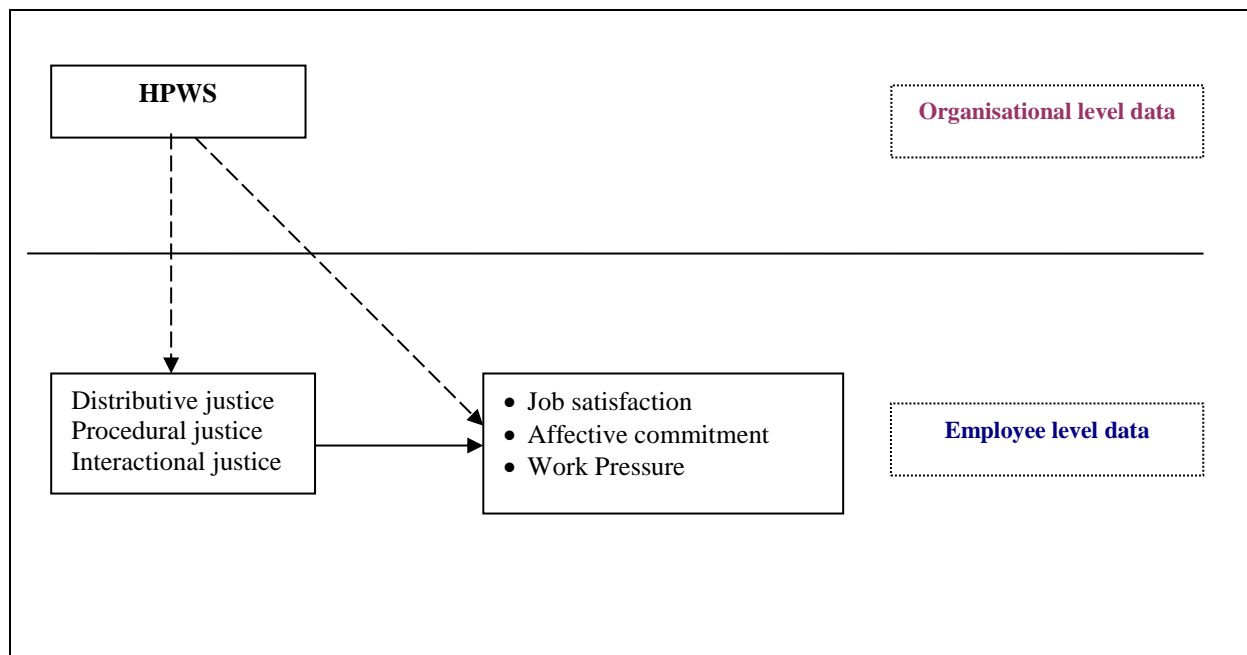 HPWS
Organisational level data
Distributive justice
Procedural justice
Interactional justice
• Job satisfaction
• Affective commitment
• Work Pressure
Employee level data